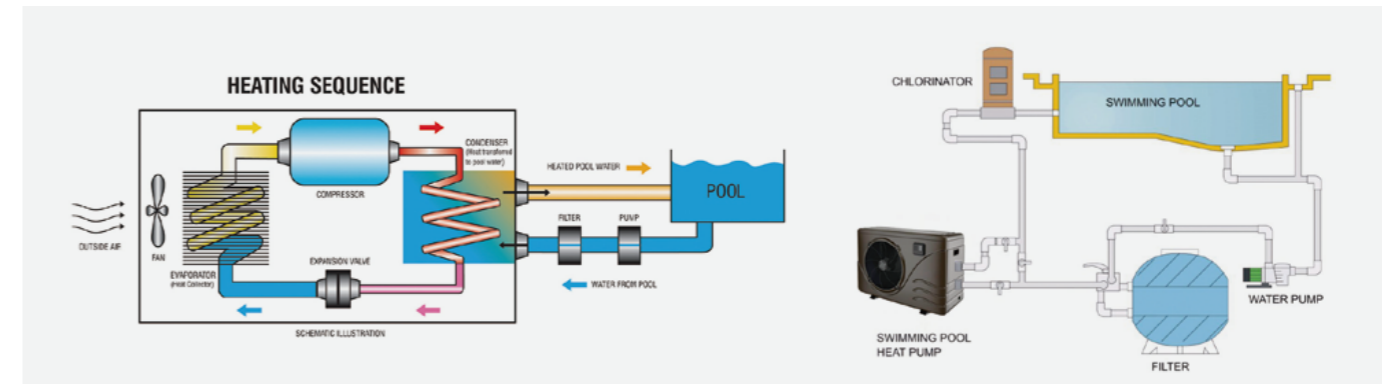 HEATING SEQUENCE
COMPRESSOR
CONDENSER
(Heat transferred
to pool water)
OUTSIDE AIR
FAN
EVAPORATOR
(Heat Collector)
EXPANSION VALVE
SCHEMATIC ILLUSTRATION
HEATED POOL WATER
POOL
FILTER
PUMP
WATER FROM POOL
CHLORINATOR
SWIMMING POOL
SWIMMING POOL
HEAT PUMP
FILTER
WATER PUMP